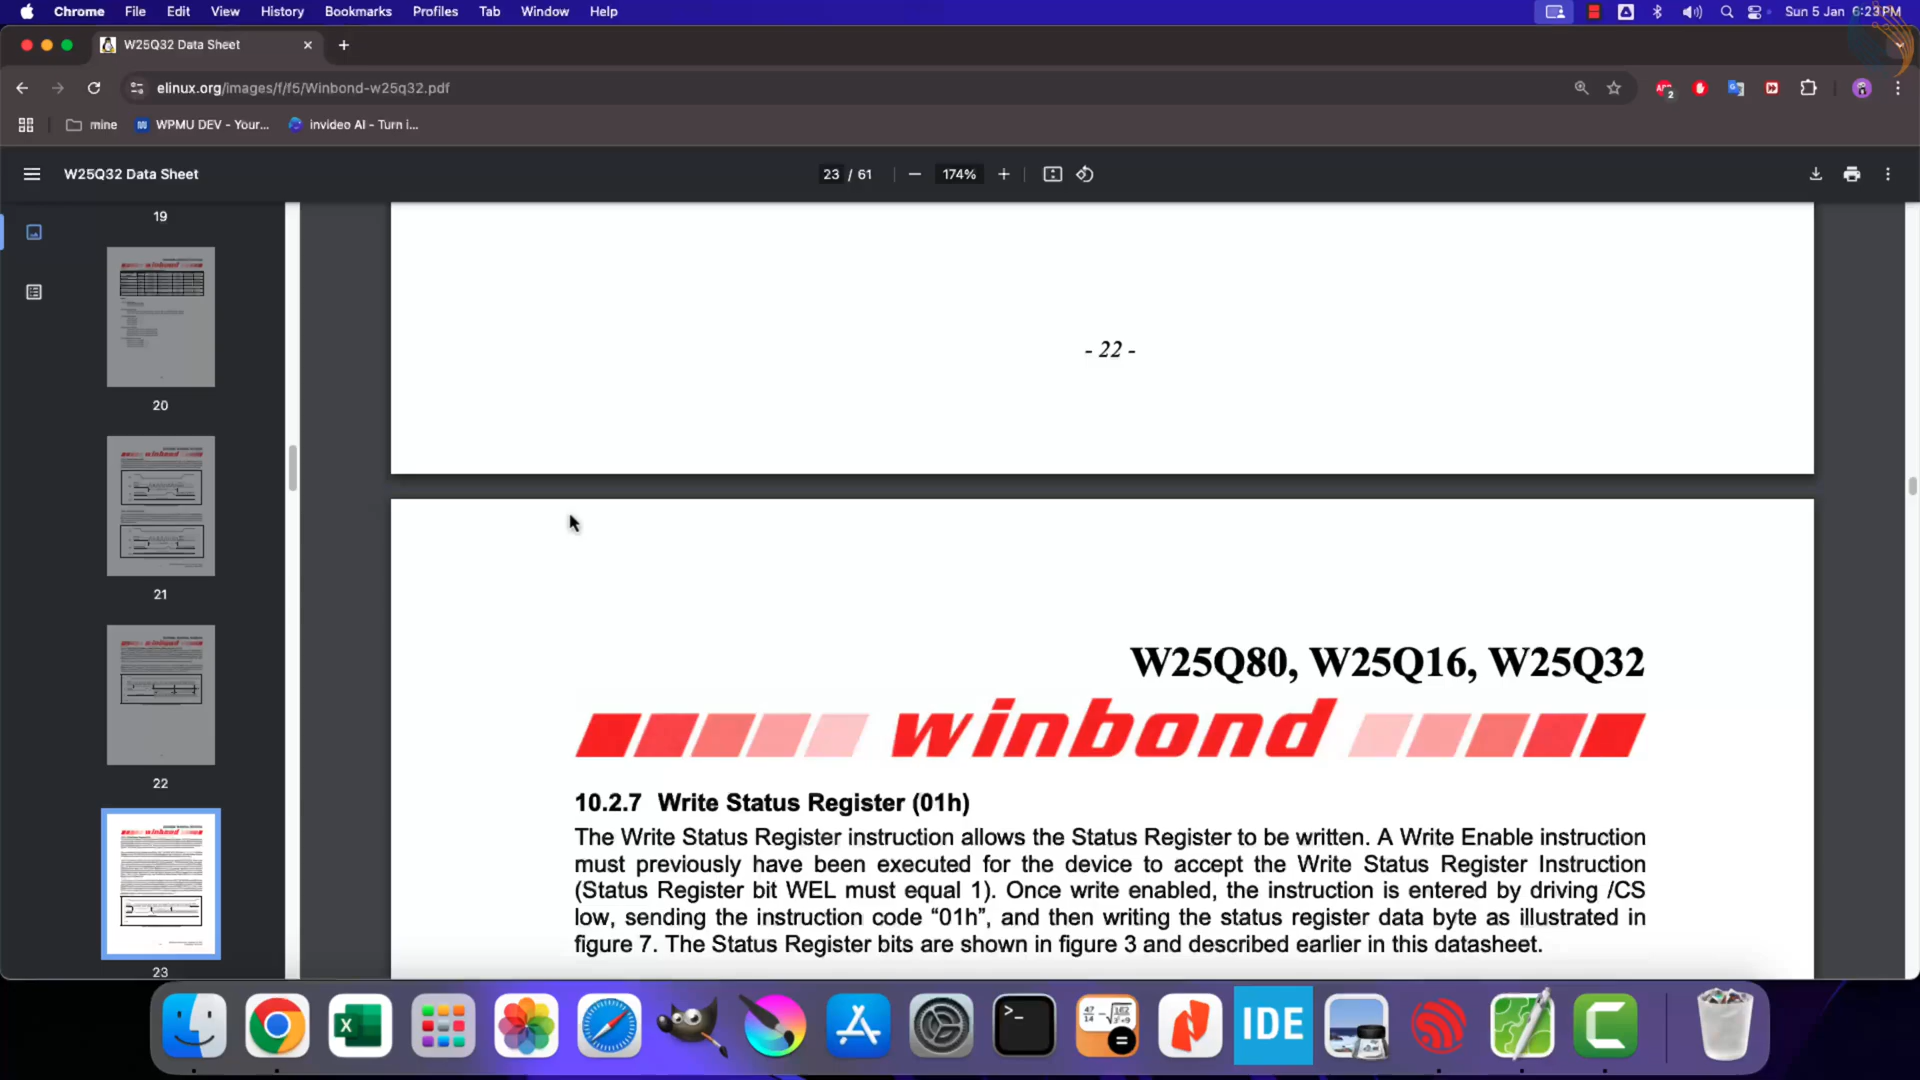 Chrome File Edit View History Bookmarks Profiles Tab Window Help Sun 5 Jan 6:23PM
W25Q32 Data Sheet
elinux.org/images/f/f5/Winbond-w25q32.pdf
2
mine WPMU DEV - Your... invideo AI - Turn i...
W25Q32 Data Sheet 23 / 61 174%
19
20
21
22
23
- 22 -
W25Q80, W25Q16, W25Q32
winbond
10.2.7 Write Status Register (01h)
The Write Status Register instruction allows the Status Register to be written. A Write Enable instruction
must previously have been executed for the device to accept the Write Status Register Instruction
(Status Register bit WEL must equal 1). Once write enabled, the instruction is entered by driving /CS
low, sending the instruction code “01h”, and then writing the status register data byte as illustrated in
figure 7. The Status Register bits are shown in figure 3 and described earlier in this datasheet.
IDE